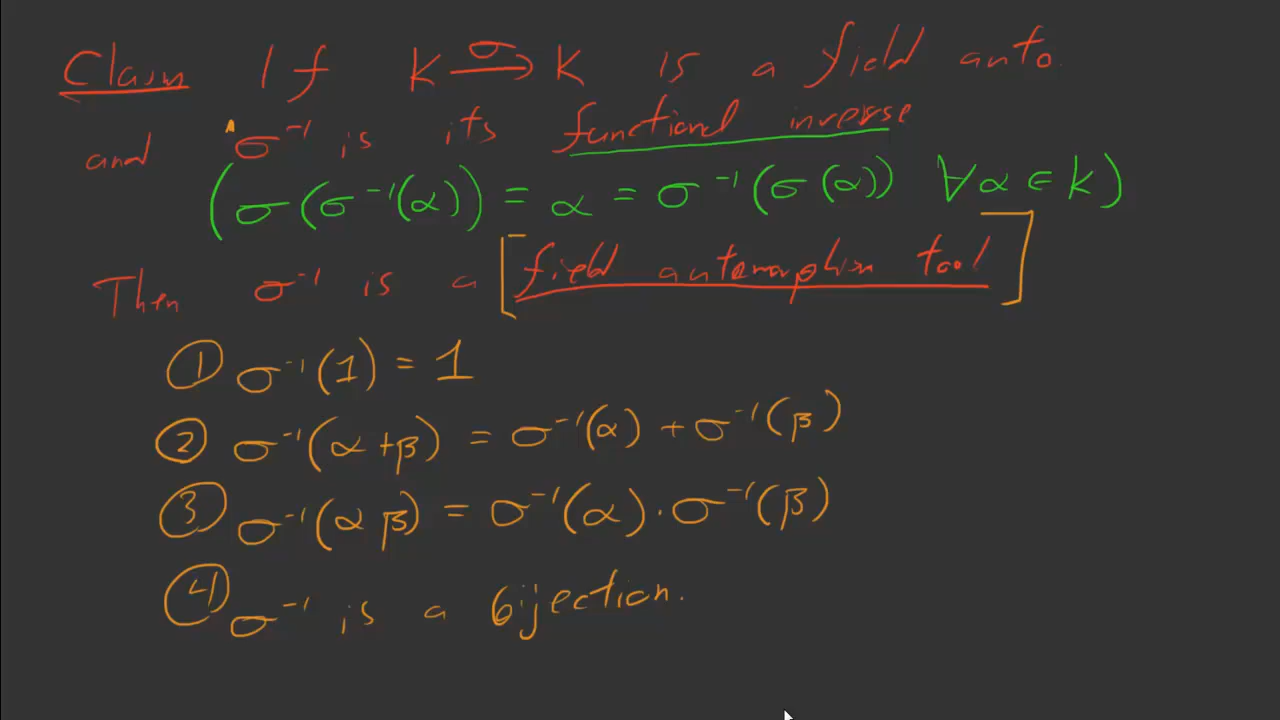 Claim If K σ→ K is a field auto.
and σ⁻¹ is its functional inverse
(σ(σ⁻¹(α)) = α = σ⁻¹(σ(α)) ∀α ∈ K)
Then σ⁻¹ is a [field automorphism too]
① σ⁻¹(1) = 1
② σ⁻¹(α+β) = σ⁻¹(α) + σ⁻¹(β)
③ σ⁻¹(αβ) = σ⁻¹(α)·σ⁻¹(β)
④ σ⁻¹ is a bijection.